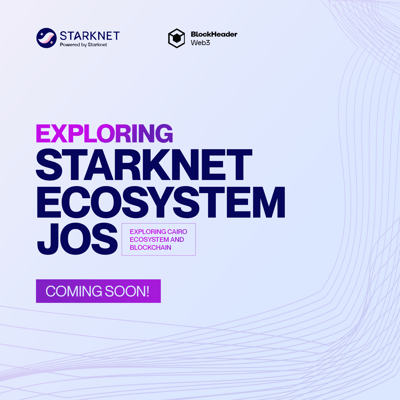 STARKNET
Powered by Starknet
BlockHeader
Web3
EXPLORING
STARKNET
ECOSYSTEM
JOS
EXPLORING CAIRO
ECOSYSTEM AND
BLOCKCHAIN
COMING SOON!